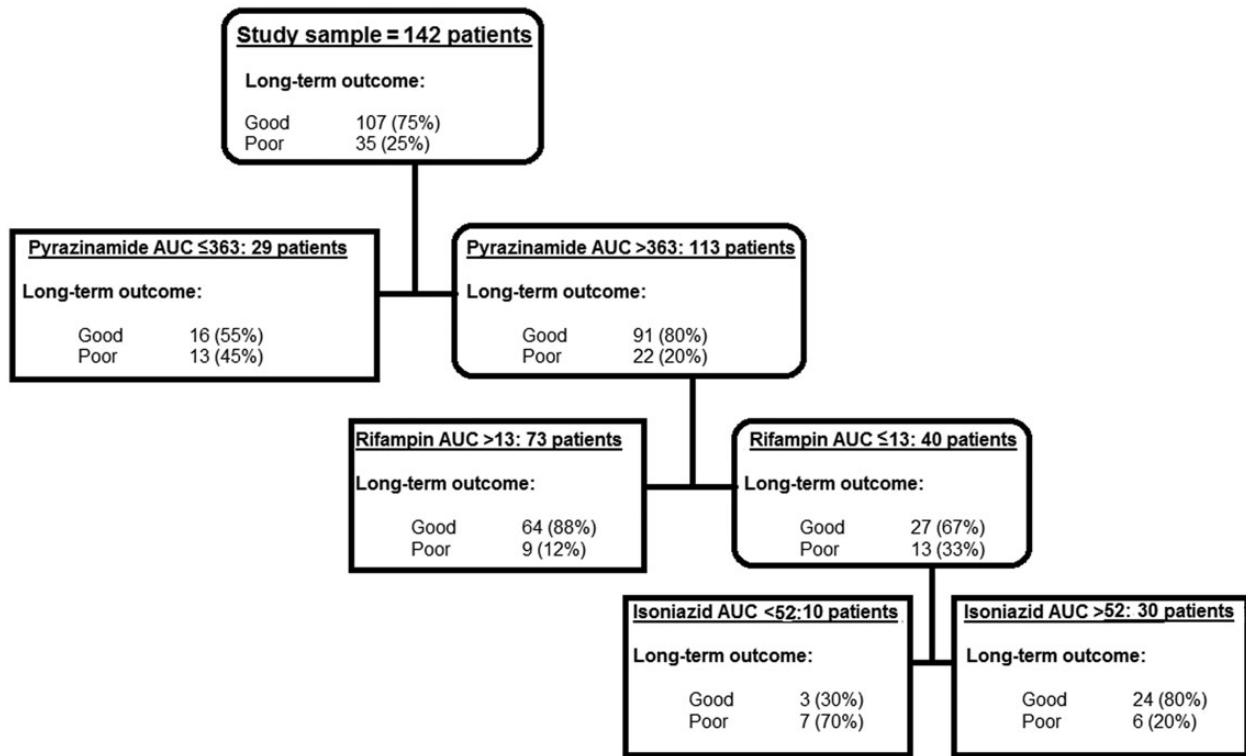 Study sample = 142 patients
Long-term outcome:
Good 107 (75%)
Poor 35 (25%)
Pyrazinamide AUC ≤363: 29 patients
Long-term outcome:
Good 16 (55%)
Poor 13 (45%)
Pyrazinamide AUC >363: 113 patients
Long-term outcome:
Good 91 (80%)
Poor 22 (20%)
Rifampin AUC >13: 73 patients
Long-term outcome:
Good 64 (88%)
Poor 9 (12%)
Rifampin AUC ≤13: 40 patients
Long-term outcome:
Good 27 (67%)
Poor 13 (33%)
Isoniazid AUC <52:10 patients
Long-term outcome:
Good 3 (30%)
Poor 7 (70%)
Isoniazid AUC >52: 30 patients
Long-term outcome:
Good 24 (80%)
Poor 6 (20%)